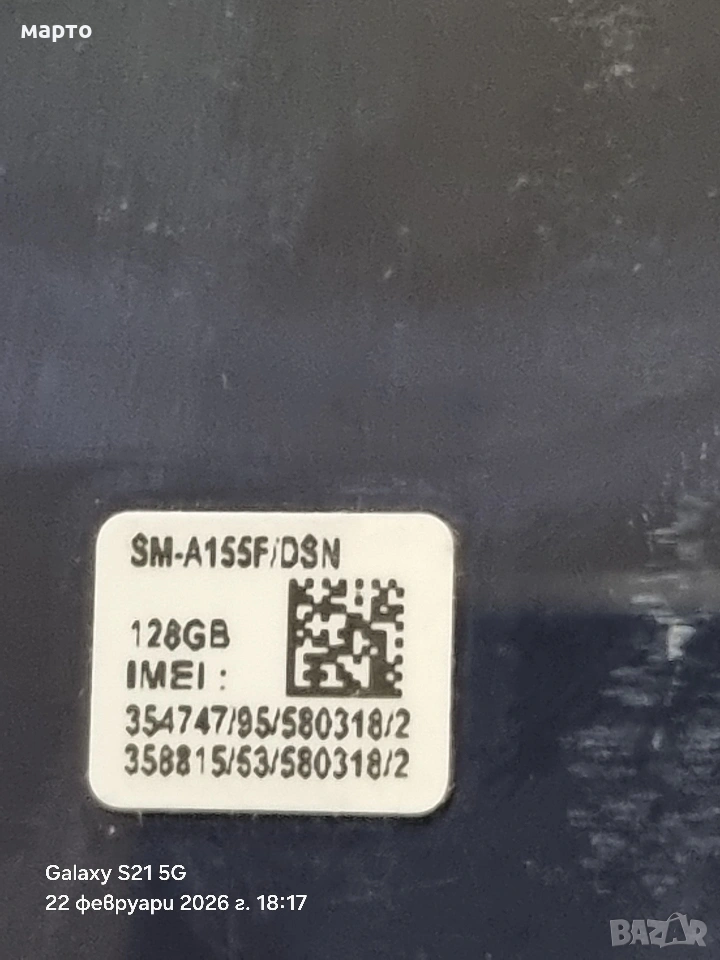 марто
SM-A155F/DSN
128GB
IMEI :
354747/95/580318/2
358815/53/580318/2
Galaxy S21 5G
22 февруари 2026 г. 18:17
BAZAR